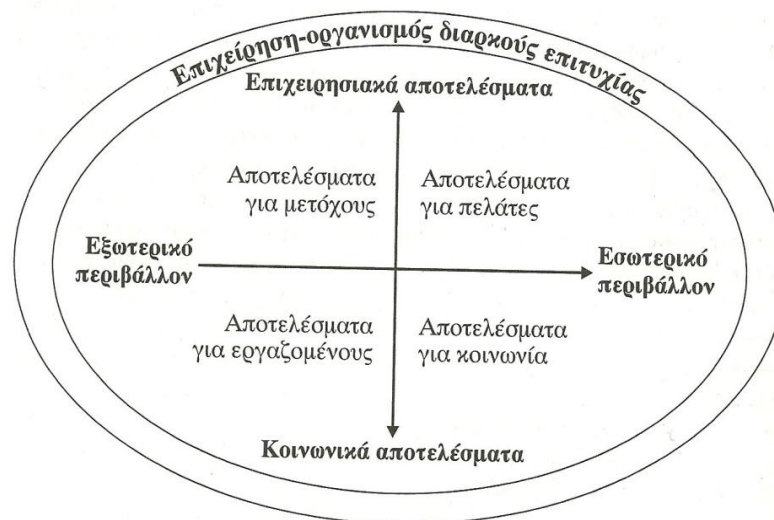 Επιχείρηση-οργανισμός διαρκούς επιτυχίας
Επιχειρησιακά αποτελέσματα
Αποτελέσματα
για μετόχους
Αποτελέσματα
για πελάτες
Εξωτερικό
περιβάλλον
Εσωτερικό
περιβάλλον
Αποτελέσματα
για εργαζομένους
Αποτελέσματα
για κοινωνία
Κοινωνικά αποτελέσματα